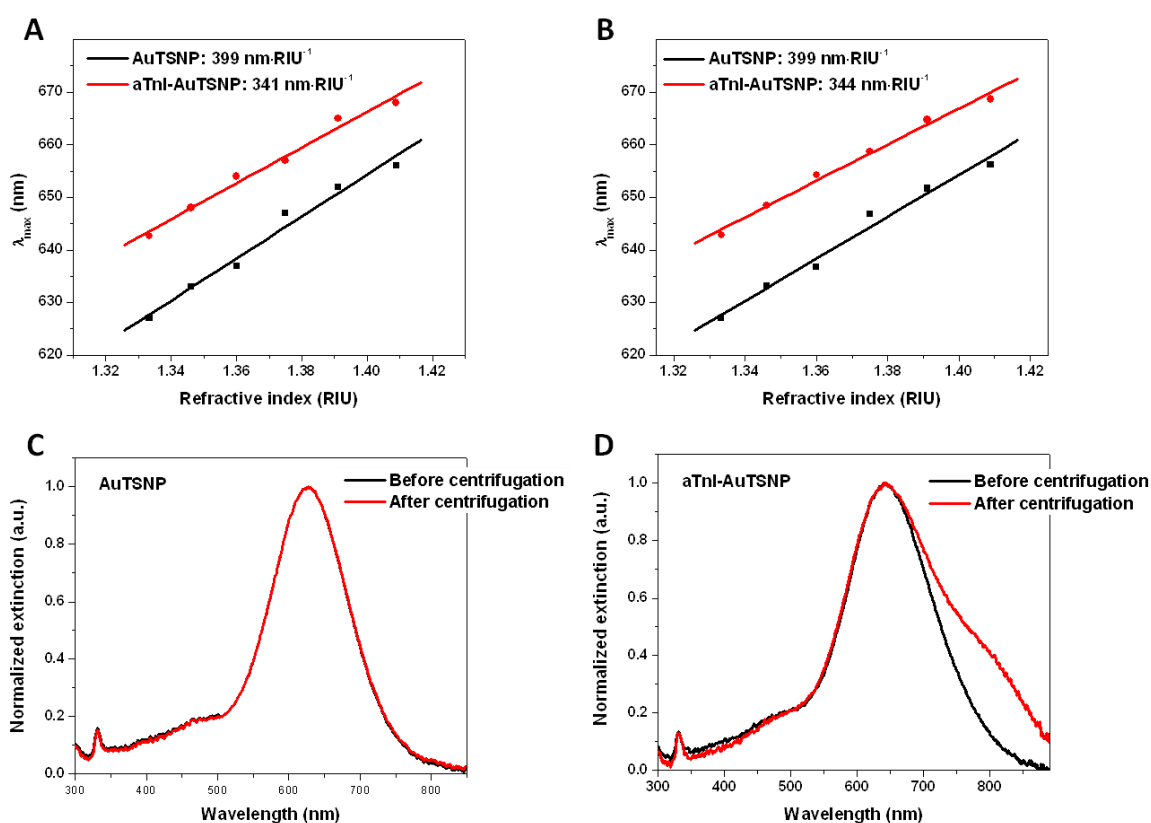 A
AuTSNP: 399 nm·RIU⁻¹
aTnI-AuTSNP: 341 nm·RIU⁻¹
670
660
650
640
630
620
λmax (nm)
1.32 1.34 1.36 1.38 1.40 1.42
Refractive index (RIU)
B
AuTSNP: 399 nm·RIU⁻¹
aTnI-AuTSNP: 344 nm·RIU⁻¹
670
660
650
640
630
620
λmax (nm)
1.32 1.34 1.36 1.38 1.40 1.42
Refractive index (RIU)
C
AuTSNP
Before centrifugation
After centrifugation
1.0
0.8
0.6
0.4
0.2
0.0
Normalized extinction (a.u.)
300 400 500 600 700 800
Wavelength (nm)
D
aTnI-AuTSNP
Before centrifugation
After centrifugation
1.0
0.8
0.6
0.4
0.2
0.0
Normalized extinction (a.u.)
300 400 500 600 700 800
Wavelength (nm)